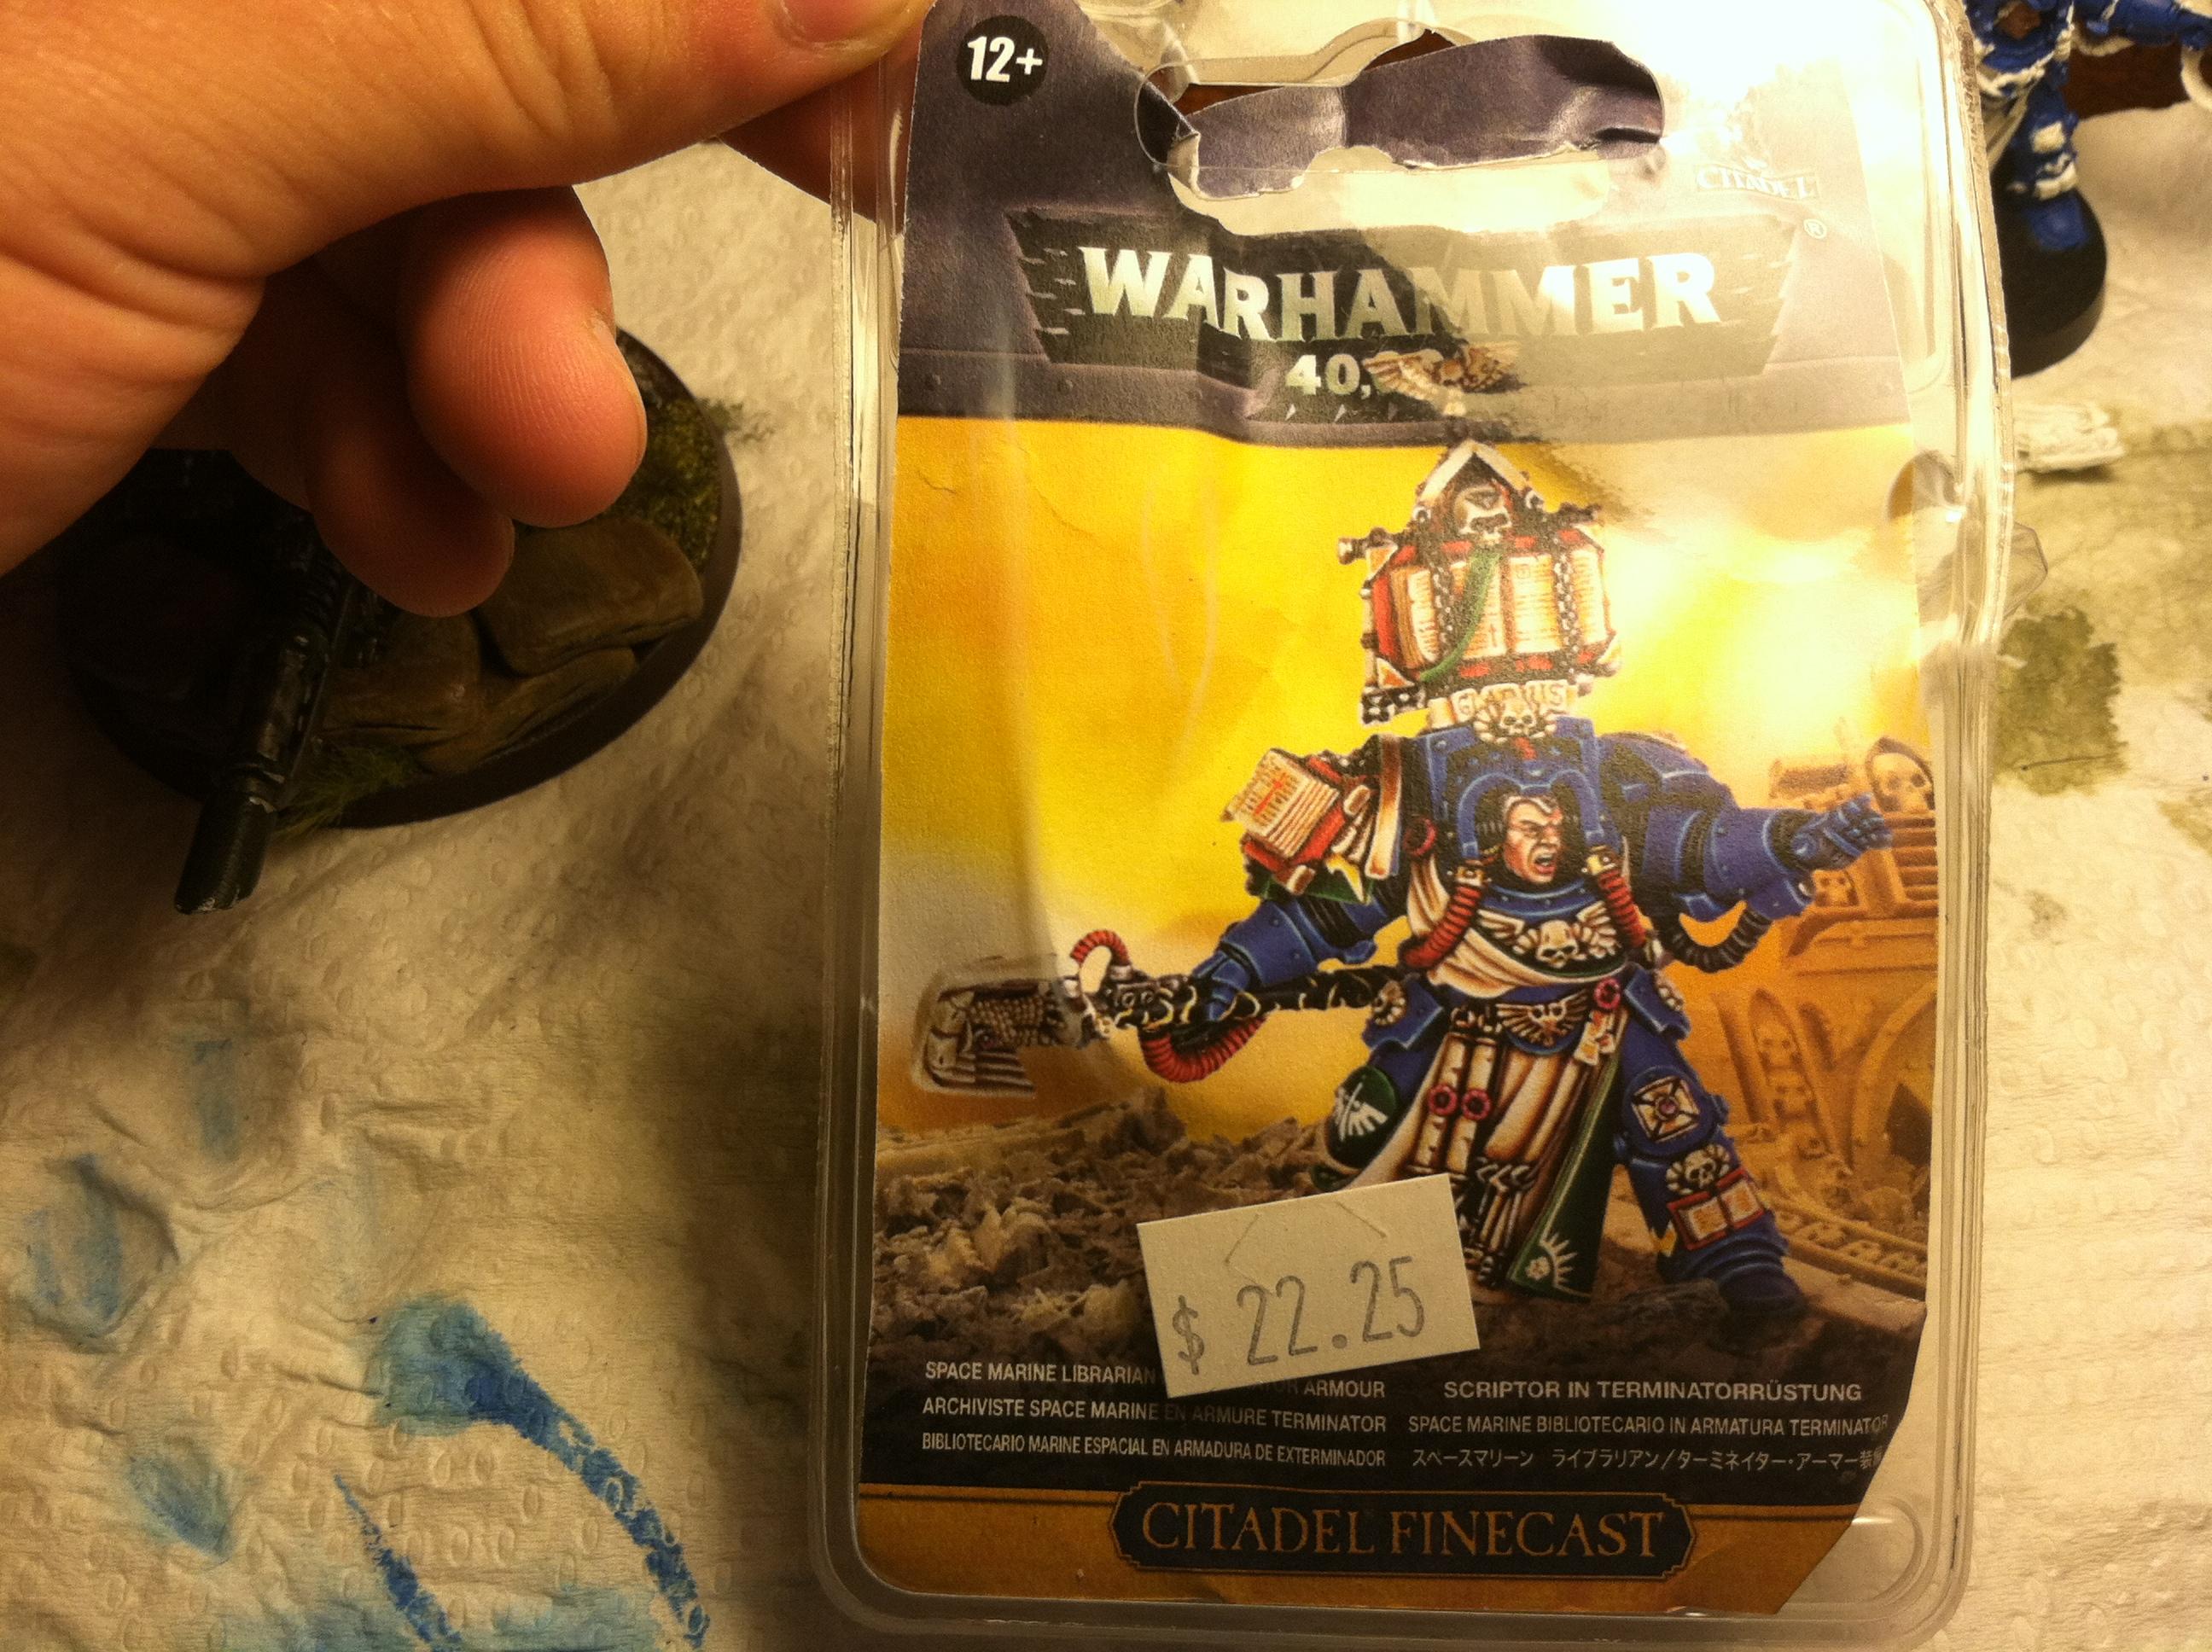 12+
CITADEL
®
WARHAMMER
40,
$ 22.25
SPACE MARINE LIBRARIAN ARMOUR
ARCHIVISTE SPACE MARINE EN ARMURE TERMINATOR
BIBLIOTECARIO MARINE ESPACIAL EN ARMADURA DE EXTERMINADOR
SCRIPTOR IN TERMINATORRÜSTUNG
SPACE MARINE BIBLIOTECARIO IN ARMATURA TERMINATOR
スペースマリーン ライブラリアン/ターミネイター・アーマー装
CITADEL FINECAST